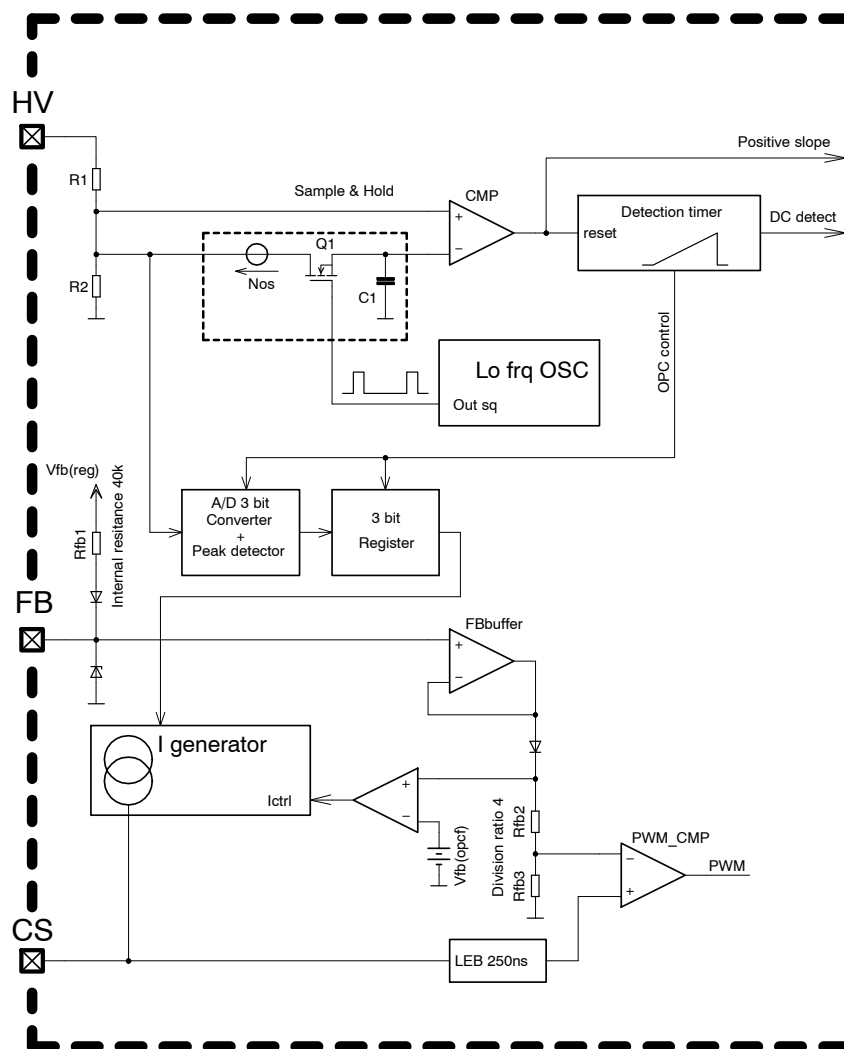 HV
Positive slope
R1
Sample & Hold
CMP
Detection timer
DC detect
reset
+
−
Q1
R2
Nos
C1
OPC control
Lo frq OSC
Out sq
Vfb(reg)
Internal resitance 40k
Rfb1
A/D 3 bit
Converter
+
Peak detector
3 bit
Register
FB
FBbuffer
+
−
I generator
Ictrl
+
−
Vfb(opcf)
Division ratio 4
Rfb2
Rfb3
PWM_CMP
−
+
PWM
CS
LEB 250ns